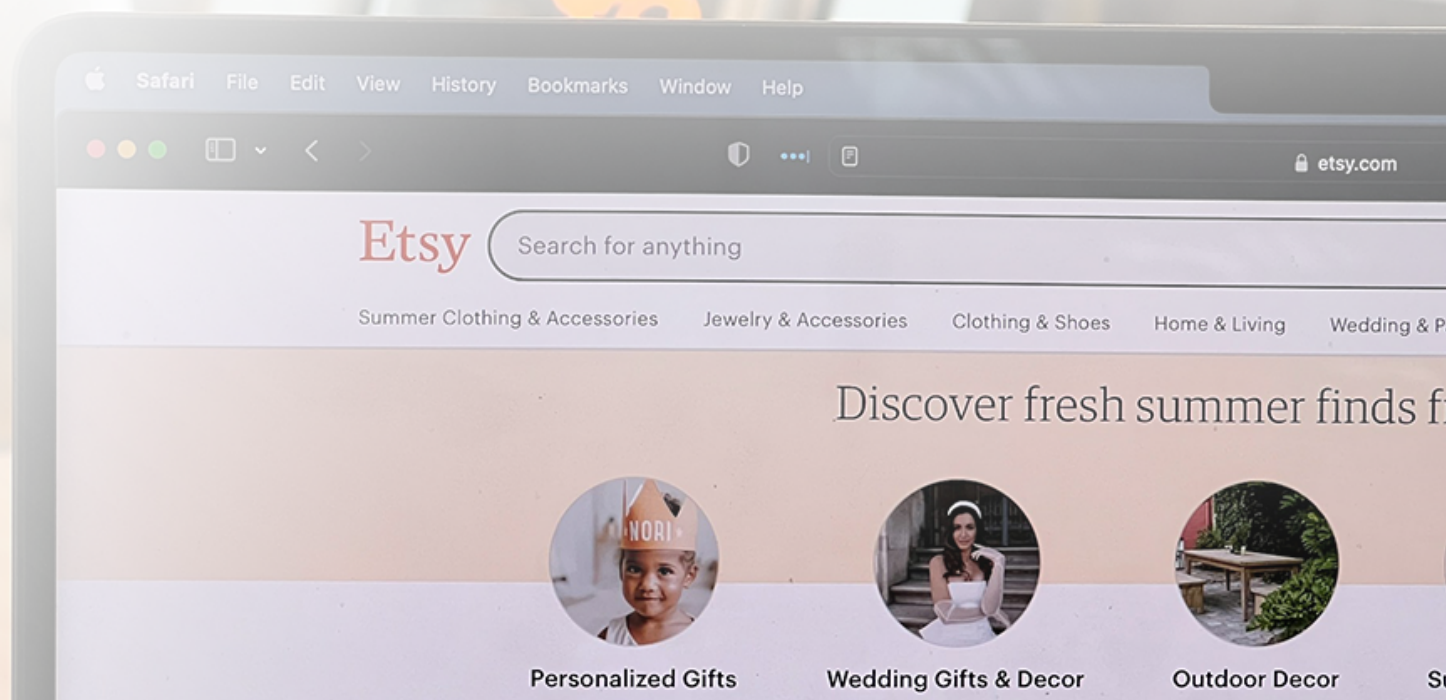 Safari File Edit View History Bookmarks Window Help
etsy.com
Etsy Search for anything
Summer Clothing & Accessories Jewelry & Accessories Clothing & Shoes Home & Living Wedding & P
Discover fresh summer finds f
NORI
Personalized Gifts Wedding Gifts & Decor Outdoor Decor S